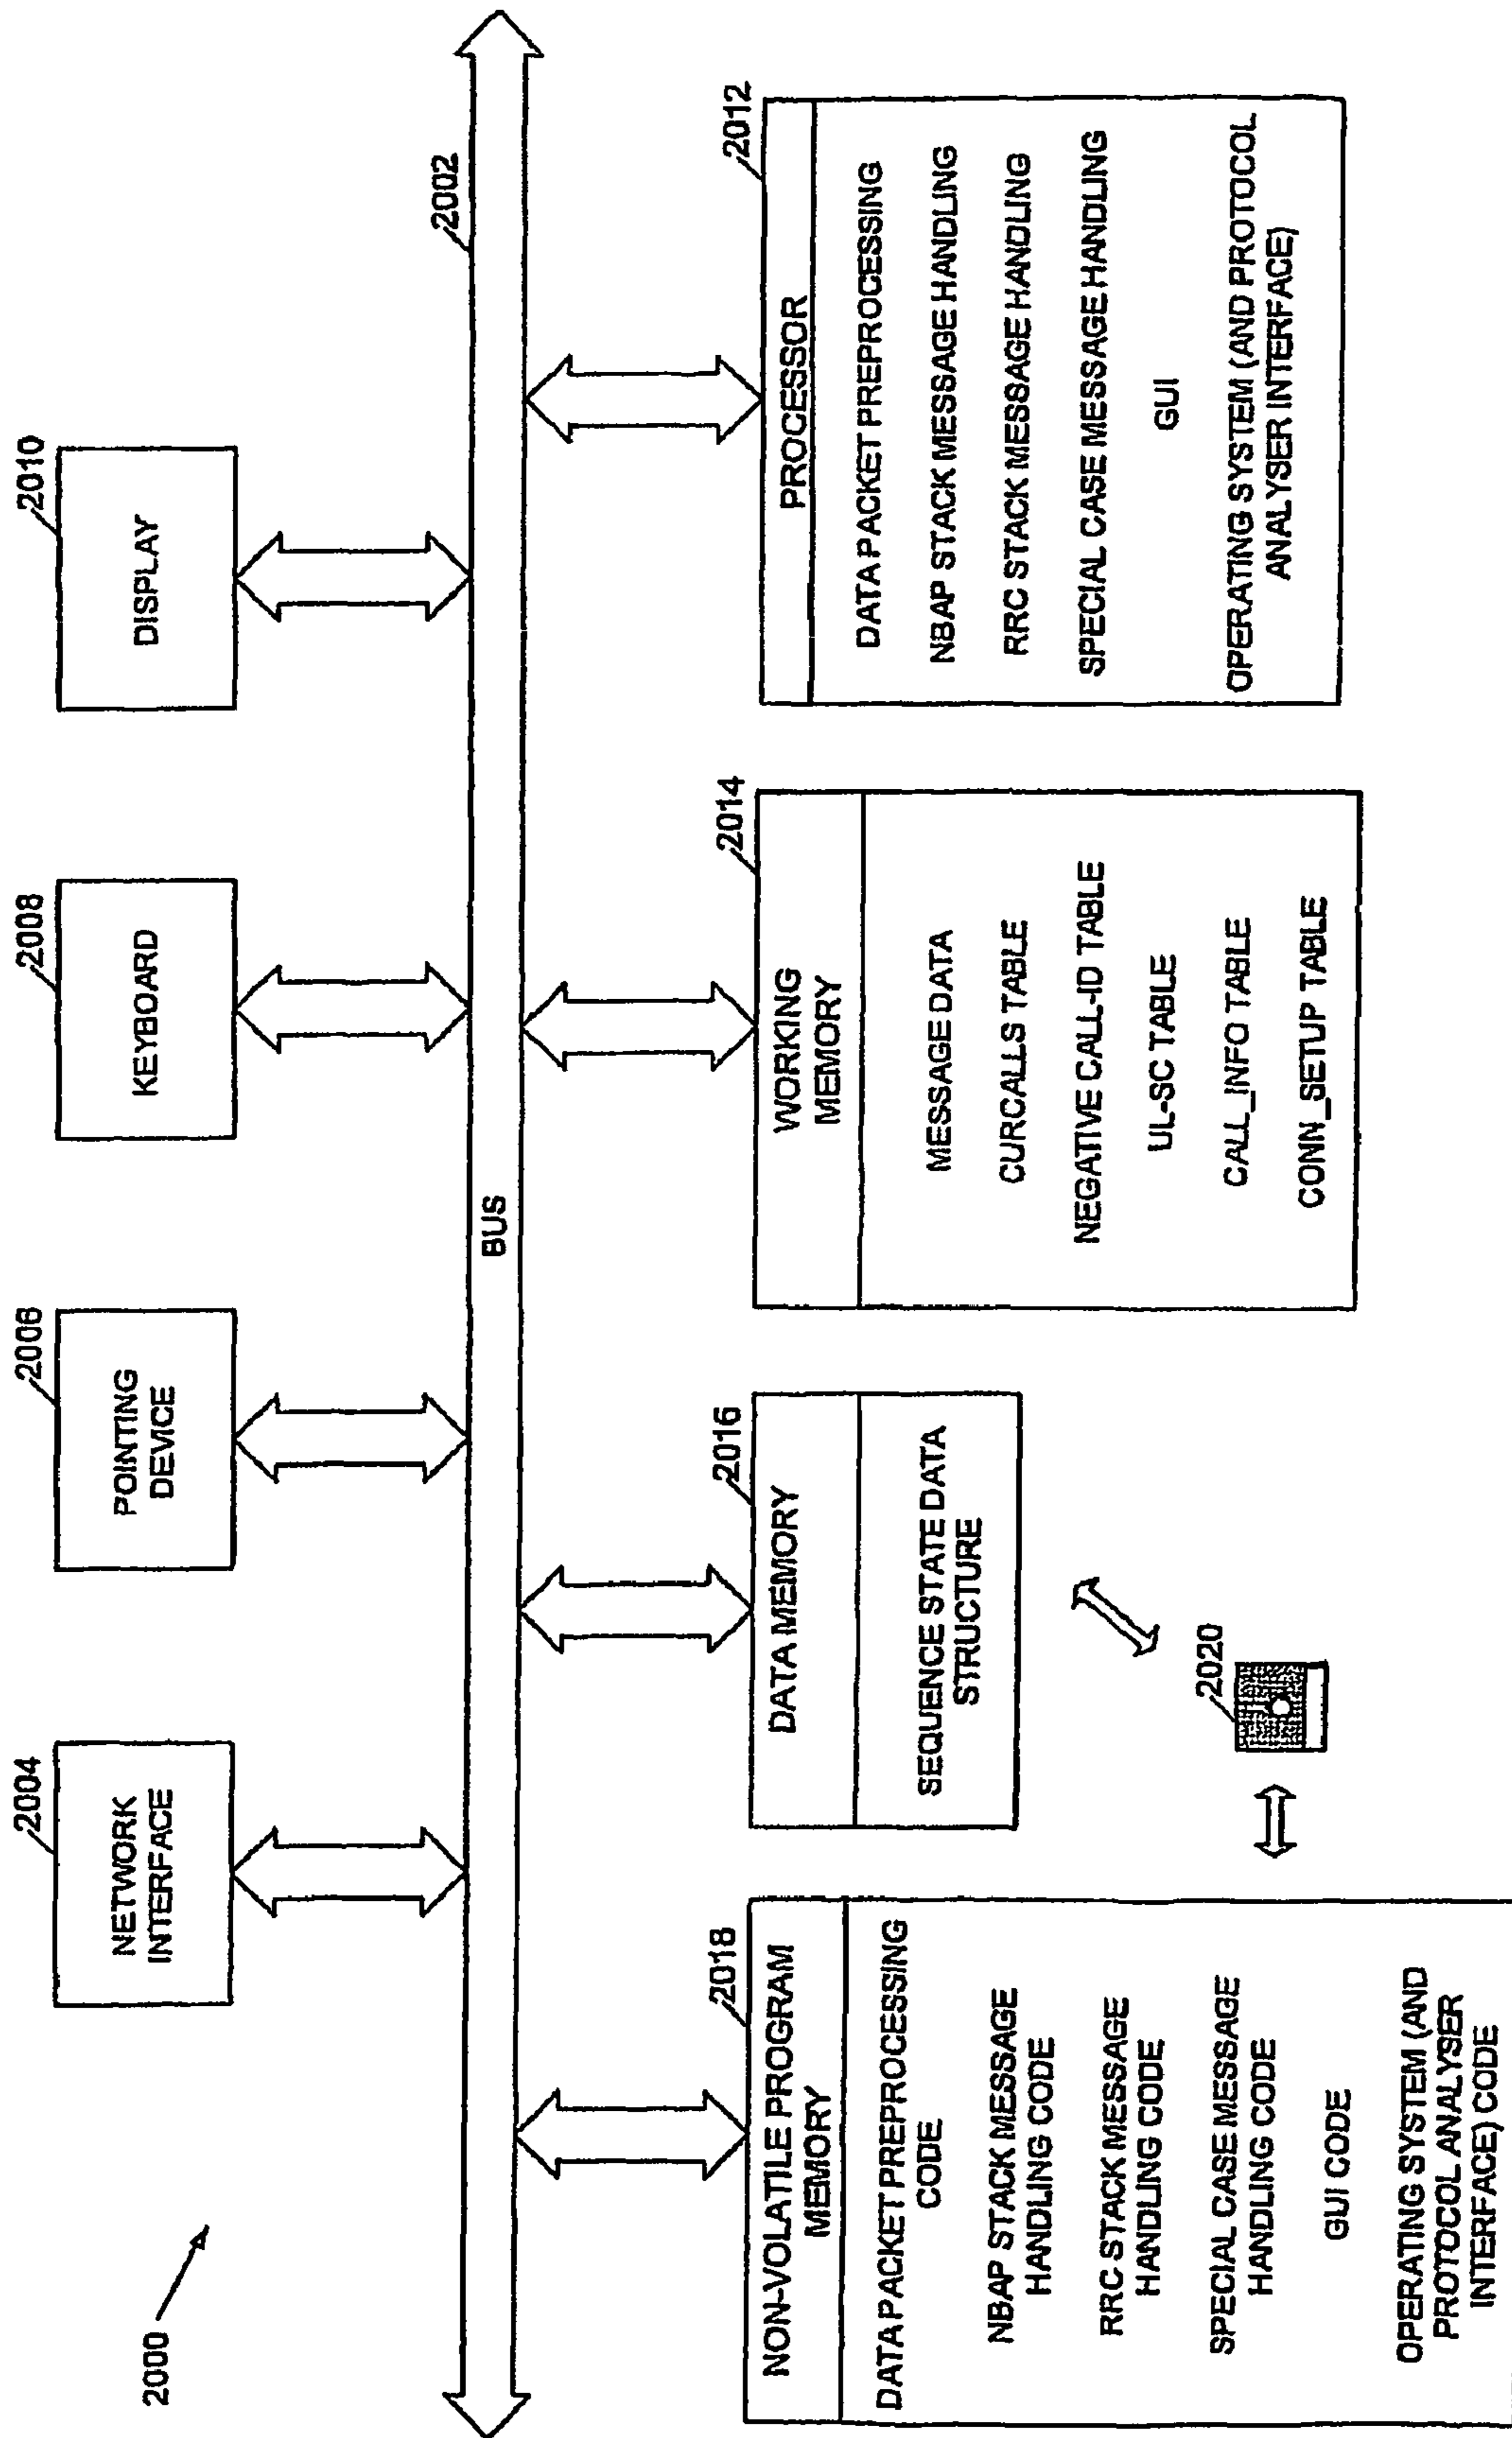 2000
2004
NETWORK
INTERFACE
2006
POINTING
DEVICE
2008
KEYBOARD
2010
DISPLAY
BUS
2002
2018
NON-VOLATILE PROGRAM
MEMORY
DATA PACKET PREPROCESSING
CODE
NBAP STACK MESSAGE
HANDLING CODE
RRC STACK MESSAGE
HANDLING CODE
SPECIAL CASE MESSAGE
HANDLING CODE
GUI CODE
OPERATING SYSTEM (AND
PROTOCOL ANALYSER
INTERFACE) CODE
2016
DATA MEMORY
SEQUENCE STATE DATA
STRUCTURE
2020
2014
WORKING
MEMORY
MESSAGE DATA
CURCALLS TABLE
NEGATIVE CALL-ID TABLE
UL-SC TABLE
CALL_INFO TABLE
CONN_SETUP TABLE
2012
PROCESSOR
DATA PACKET PREPROCESSING
NBAP STACK MESSAGE HANDLING
RRC STACK MESSAGE HANDLING
SPECIAL CASE MESSAGE HANDLING
GUI
OPERATING SYSTEM (AND PROTOCOL
ANALYSER INTERFACE)